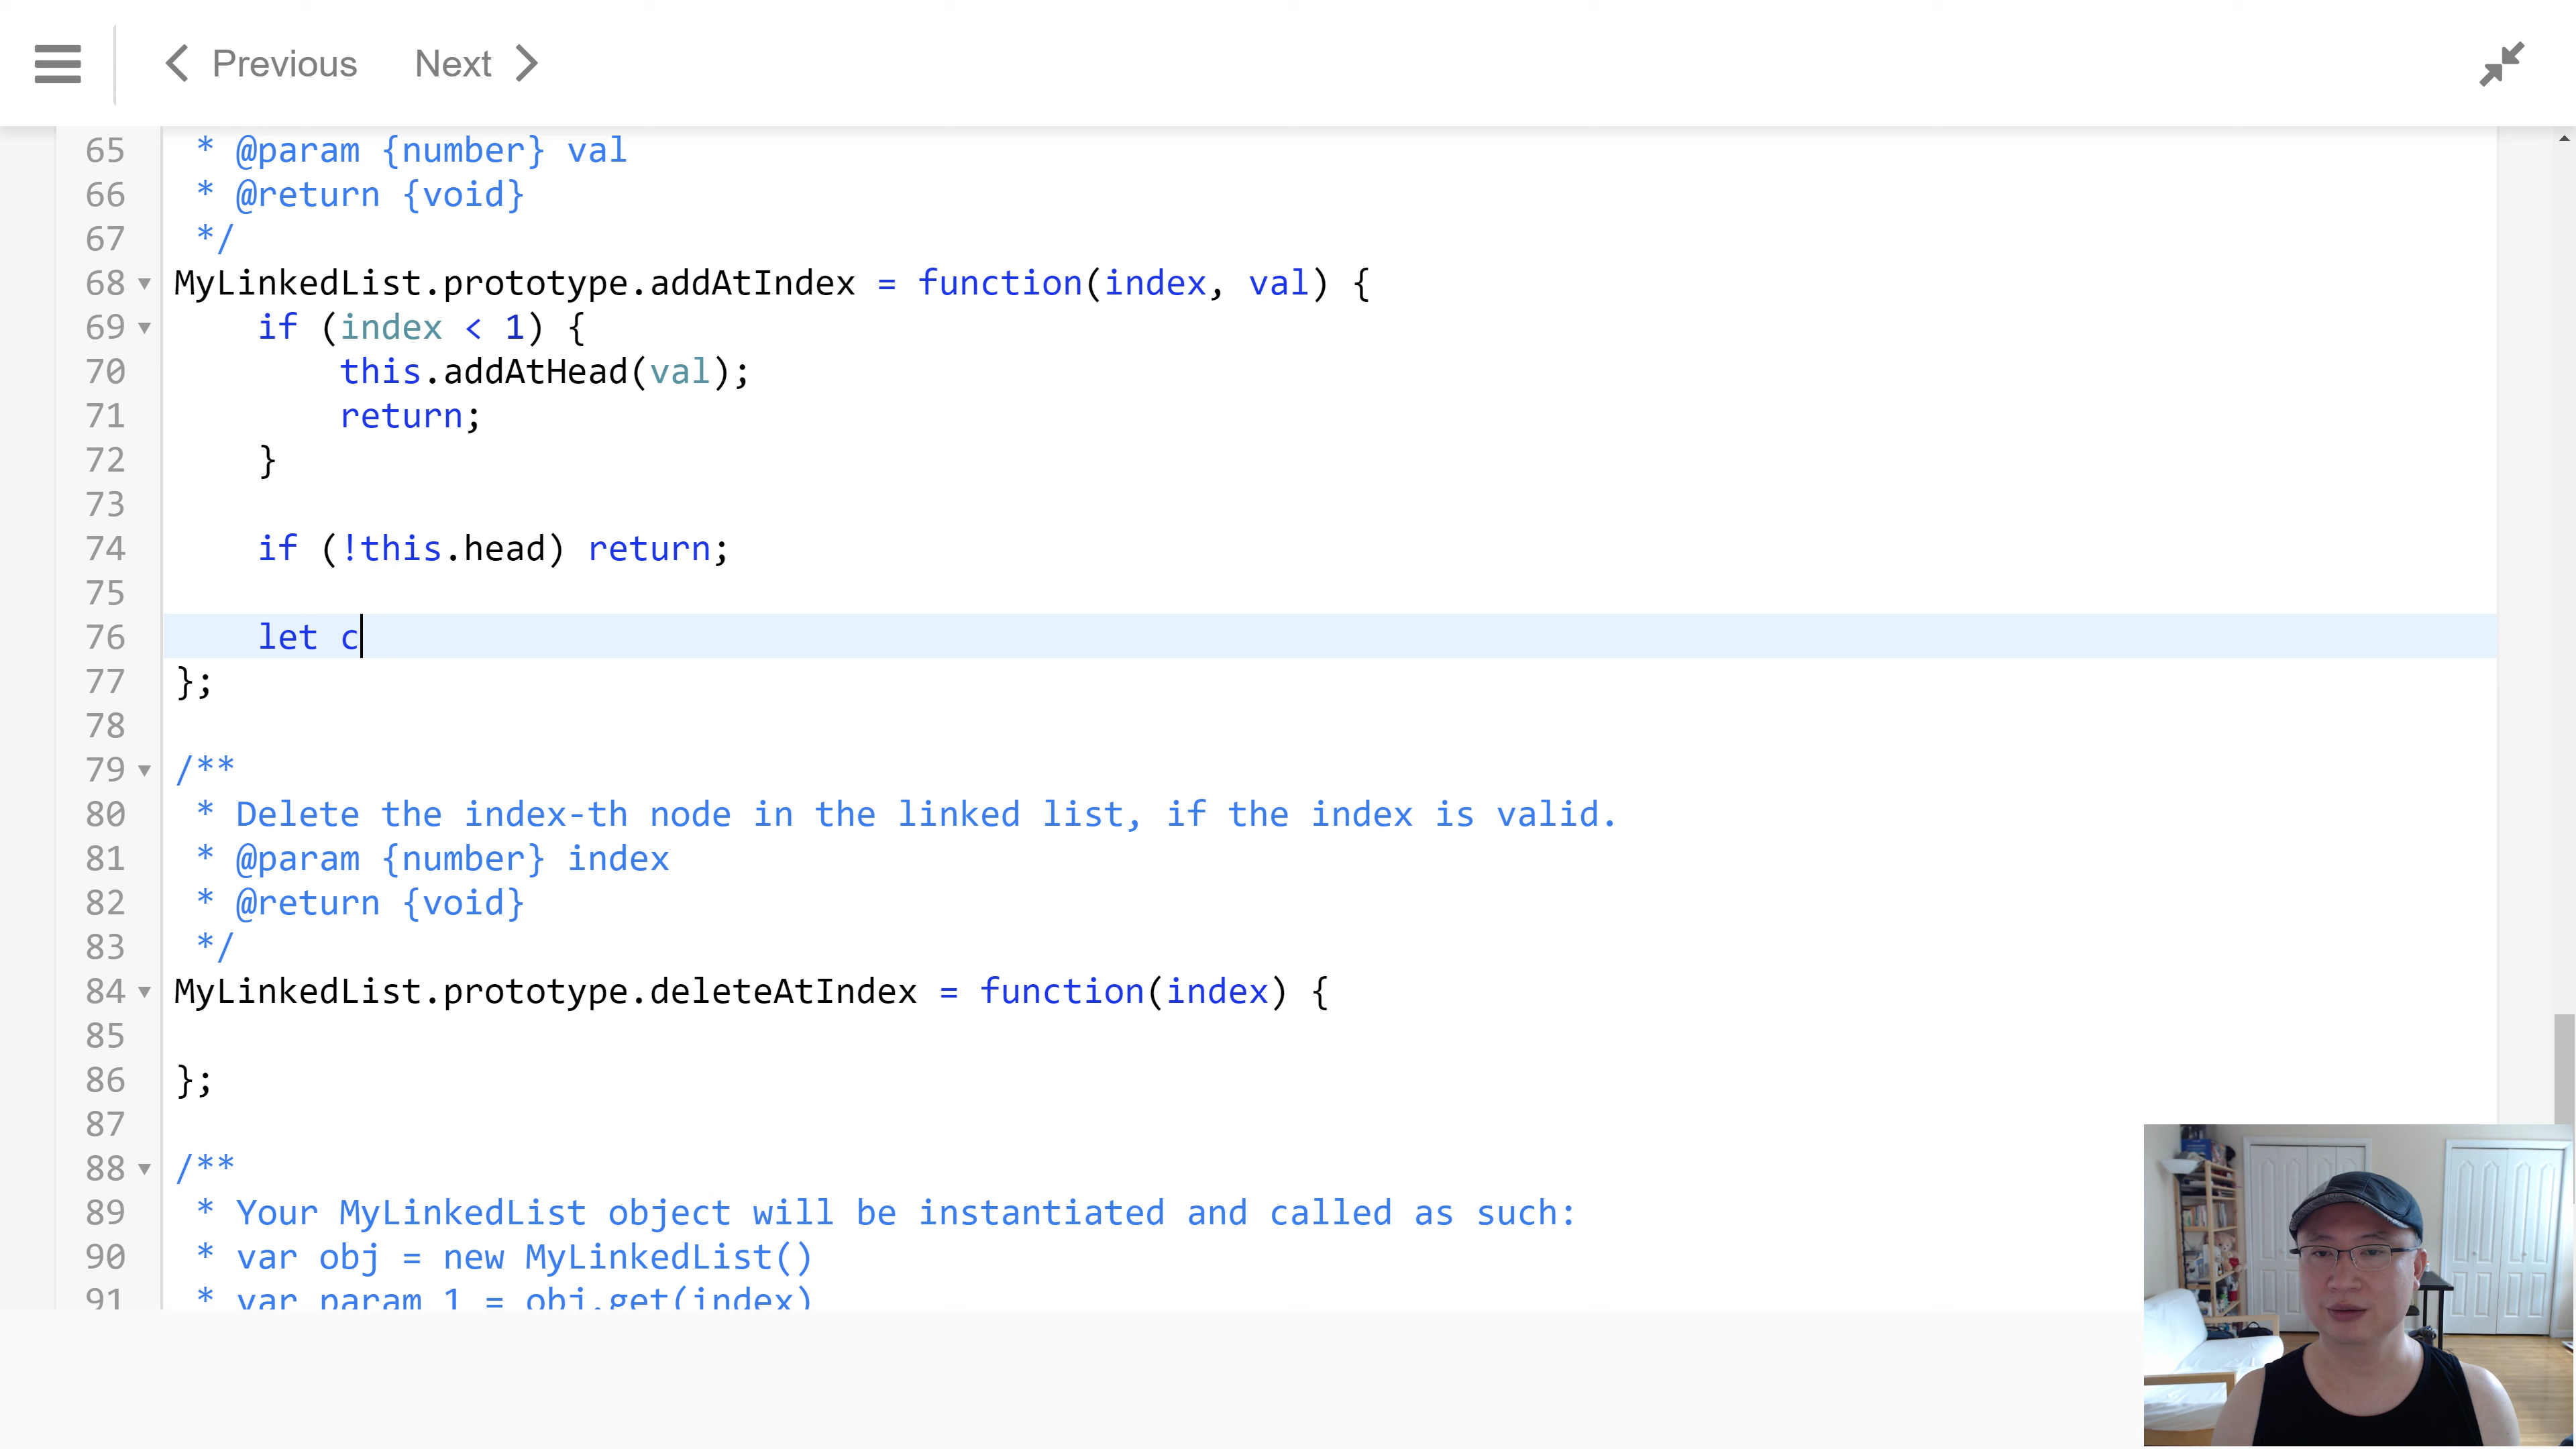 Previous Next
65 * @param {number} val
66 * @return {void}
67 */
68 MyLinkedList.prototype.addAtIndex = function(index, val) {
69 if (index < 1) {
70 this.addAtHead(val);
71 return;
72 }
73
74 if (!this.head) return;
75
76 let c
77 };
78
79 /**
80 * Delete the index-th node in the linked list, if the index is valid.
81 * @param {number} index
82 * @return {void}
83 */
84 MyLinkedList.prototype.deleteAtIndex = function(index) {
85
86 };
87
88 /**
89 * Your MyLinkedList object will be instantiated and called as such:
90 * var obj = new MyLinkedList()
91 * var param_1 = obj.get(index)